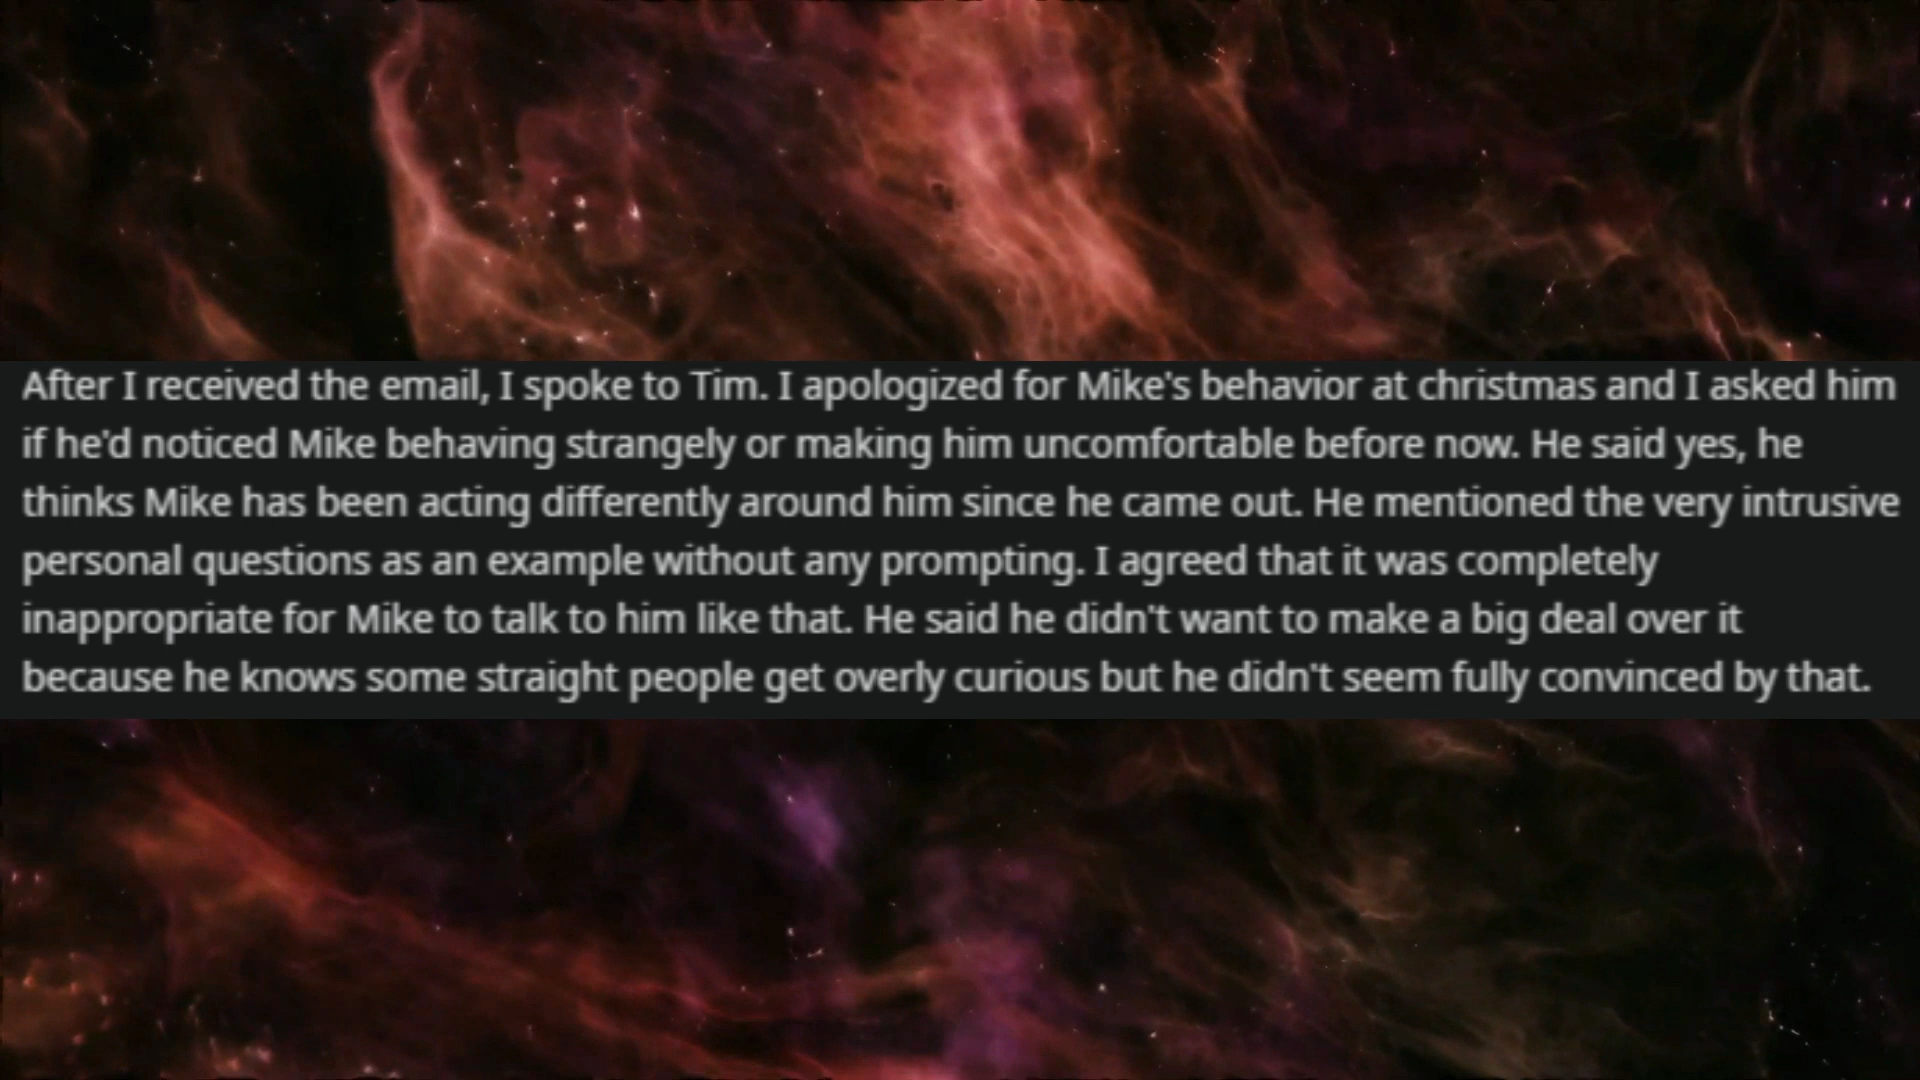 After I received the email, I spoke to Tim. I apologized for Mike's behavior at christmas and I asked him
if he'd noticed Mike behaving strangely or making him uncomfortable before now. He said yes, he
thinks Mike has been acting differently around him since he came out. He mentioned the very intrusive
personal questions as an example without any prompting. I agreed that it was completely
inappropriate for Mike to talk to him like that. He said he didn't want to make a big deal over it
because he knows some straight people get overly curious but he didn't seem fully convinced by that.